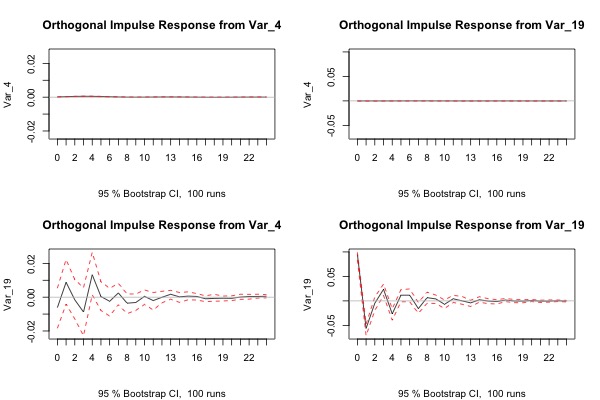 Orthogonal Impulse Response from Var_4
Var_4
0.02
0.00
-0.02
0 2 4 6 8 10 13 16 19 22
95 % Bootstrap CI, 100 runs
Orthogonal Impulse Response from Var_19
Var_4
0.05
-0.05
0 2 4 6 8 10 13 16 19 22
95 % Bootstrap CI, 100 runs
Orthogonal Impulse Response from Var_4
Var_19
0.02
0.00
-0.02
0 2 4 6 8 10 13 16 19 22
95 % Bootstrap CI, 100 runs
Orthogonal Impulse Response from Var_19
Var_19
0.05
-0.05
0 2 4 6 8 10 13 16 19 22
95 % Bootstrap CI, 100 runs